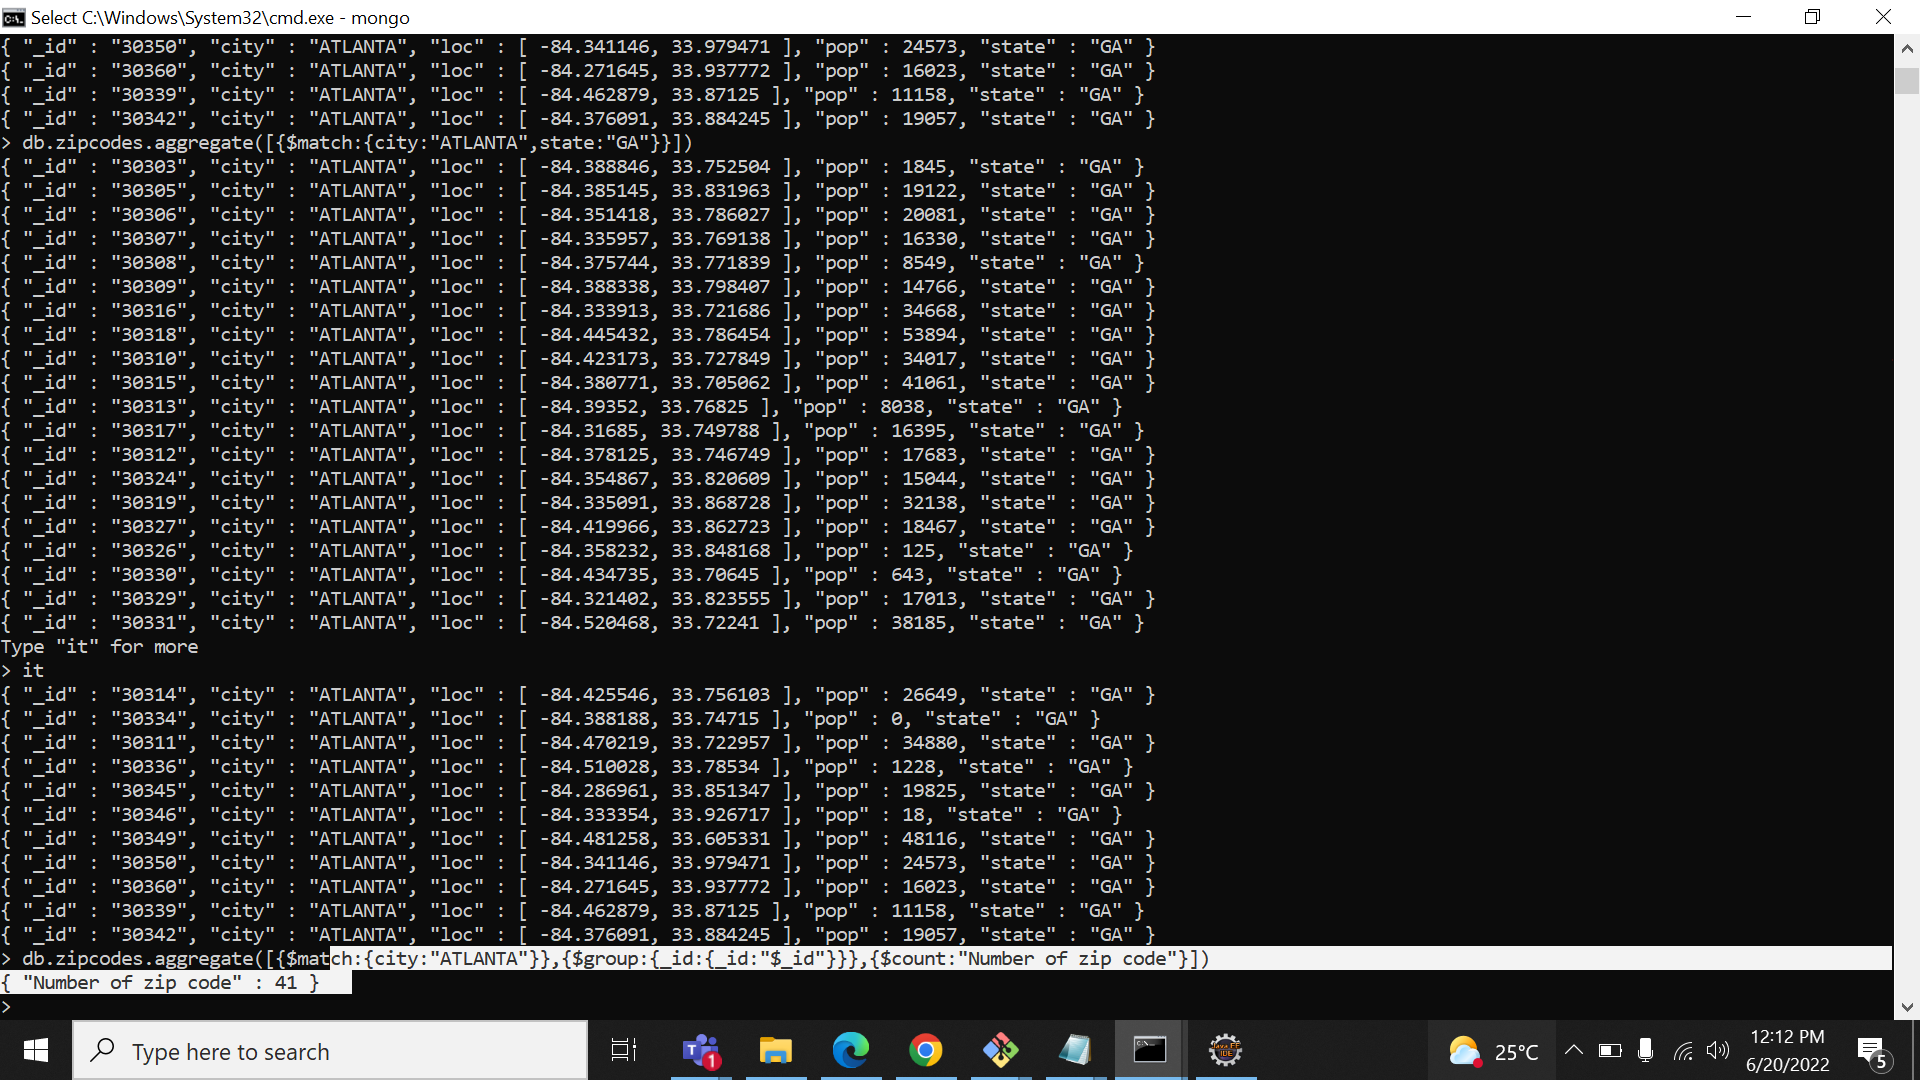 Select C:\Windows\System32\cmd.exe - mongo
{ "_id" : "30350", "city" : "ATLANTA", "loc" : [ -84.341146, 33.979471 ], "pop" : 24573, "state" : "GA" }
{ "_id" : "30360", "city" : "ATLANTA", "loc" : [ -84.271645, 33.937772 ], "pop" : 16023, "state" : "GA" }
{ "_id" : "30339", "city" : "ATLANTA", "loc" : [ -84.462879, 33.87125 ], "pop" : 11158, "state" : "GA" }
{ "_id" : "30342", "city" : "ATLANTA", "loc" : [ -84.376091, 33.884245 ], "pop" : 19057, "state" : "GA" }
> db.zipcodes.aggregate([{$match:{city:"ATLANTA",state:"GA"}}])
{ "_id" : "30303", "city" : "ATLANTA", "loc" : [ -84.388846, 33.752504 ], "pop" : 1845, "state" : "GA" }
{ "_id" : "30305", "city" : "ATLANTA", "loc" : [ -84.385145, 33.831963 ], "pop" : 19122, "state" : "GA" }
{ "_id" : "30306", "city" : "ATLANTA", "loc" : [ -84.351418, 33.786027 ], "pop" : 20081, "state" : "GA" }
{ "_id" : "30307", "city" : "ATLANTA", "loc" : [ -84.335957, 33.769138 ], "pop" : 16330, "state" : "GA" }
{ "_id" : "30308", "city" : "ATLANTA", "loc" : [ -84.375744, 33.771839 ], "pop" : 8549, "state" : "GA" }
{ "_id" : "30309", "city" : "ATLANTA", "loc" : [ -84.388338, 33.798407 ], "pop" : 14766, "state" : "GA" }
{ "_id" : "30316", "city" : "ATLANTA", "loc" : [ -84.333913, 33.721686 ], "pop" : 34668, "state" : "GA" }
{ "_id" : "30318", "city" : "ATLANTA", "loc" : [ -84.445432, 33.786454 ], "pop" : 53894, "state" : "GA" }
{ "_id" : "30310", "city" : "ATLANTA", "loc" : [ -84.423173, 33.727849 ], "pop" : 34017, "state" : "GA" }
{ "_id" : "30315", "city" : "ATLANTA", "loc" : [ -84.380771, 33.705062 ], "pop" : 41061, "state" : "GA" }
{ "_id" : "30313", "city" : "ATLANTA", "loc" : [ -84.39352, 33.76825 ], "pop" : 8038, "state" : "GA" }
{ "_id" : "30317", "city" : "ATLANTA", "loc" : [ -84.31685, 33.749788 ], "pop" : 16395, "state" : "GA" }
{ "_id" : "30312", "city" : "ATLANTA", "loc" : [ -84.378125, 33.746749 ], "pop" : 17683, "state" : "GA" }
{ "_id" : "30324", "city" : "ATLANTA", "loc" : [ -84.354867, 33.820609 ], "pop" : 15044, "state" : "GA" }
{ "_id" : "30319", "city" : "ATLANTA", "loc" : [ -84.335091, 33.868728 ], "pop" : 32138, "state" : "GA" }
{ "_id" : "30327", "city" : "ATLANTA", "loc" : [ -84.419966, 33.862723 ], "pop" : 18467, "state" : "GA" }
{ "_id" : "30326", "city" : "ATLANTA", "loc" : [ -84.358232, 33.848168 ], "pop" : 125, "state" : "GA" }
{ "_id" : "30330", "city" : "ATLANTA", "loc" : [ -84.434735, 33.70645 ], "pop" : 643, "state" : "GA" }
{ "_id" : "30329", "city" : "ATLANTA", "loc" : [ -84.321402, 33.823555 ], "pop" : 17013, "state" : "GA" }
{ "_id" : "30331", "city" : "ATLANTA", "loc" : [ -84.520468, 33.72241 ], "pop" : 38185, "state" : "GA" }
Type "it" for more
> it
{ "_id" : "30314", "city" : "ATLANTA", "loc" : [ -84.425546, 33.756103 ], "pop" : 26649, "state" : "GA" }
{ "_id" : "30334", "city" : "ATLANTA", "loc" : [ -84.388188, 33.74715 ], "pop" : 0, "state" : "GA" }
{ "_id" : "30311", "city" : "ATLANTA", "loc" : [ -84.470219, 33.722957 ], "pop" : 34880, "state" : "GA" }
{ "_id" : "30336", "city" : "ATLANTA", "loc" : [ -84.510028, 33.78534 ], "pop" : 1228, "state" : "GA" }
{ "_id" : "30345", "city" : "ATLANTA", "loc" : [ -84.286961, 33.851347 ], "pop" : 19825, "state" : "GA" }
{ "_id" : "30346", "city" : "ATLANTA", "loc" : [ -84.333354, 33.926717 ], "pop" : 18, "state" : "GA" }
{ "_id" : "30349", "city" : "ATLANTA", "loc" : [ -84.481258, 33.605331 ], "pop" : 48116, "state" : "GA" }
{ "_id" : "30350", "city" : "ATLANTA", "loc" : [ -84.341146, 33.979471 ], "pop" : 24573, "state" : "GA" }
{ "_id" : "30360", "city" : "ATLANTA", "loc" : [ -84.271645, 33.937772 ], "pop" : 16023, "state" : "GA" }
{ "_id" : "30339", "city" : "ATLANTA", "loc" : [ -84.462879, 33.87125 ], "pop" : 11158, "state" : "GA" }
{ "_id" : "30342", "city" : "ATLANTA", "loc" : [ -84.376091, 33.884245 ], "pop" : 19057, "state" : "GA" }
> db.zipcodes.aggregate([{$match:{city:"ATLANTA"}},{$group:{_id:{_id:"$_id"}}},{$count:"Number of zip code"}])
{ "Number of zip code" : 41 }
>
Type here to search
1
Java EE
IDE
25°C
12:12 PM
6/20/2022
5